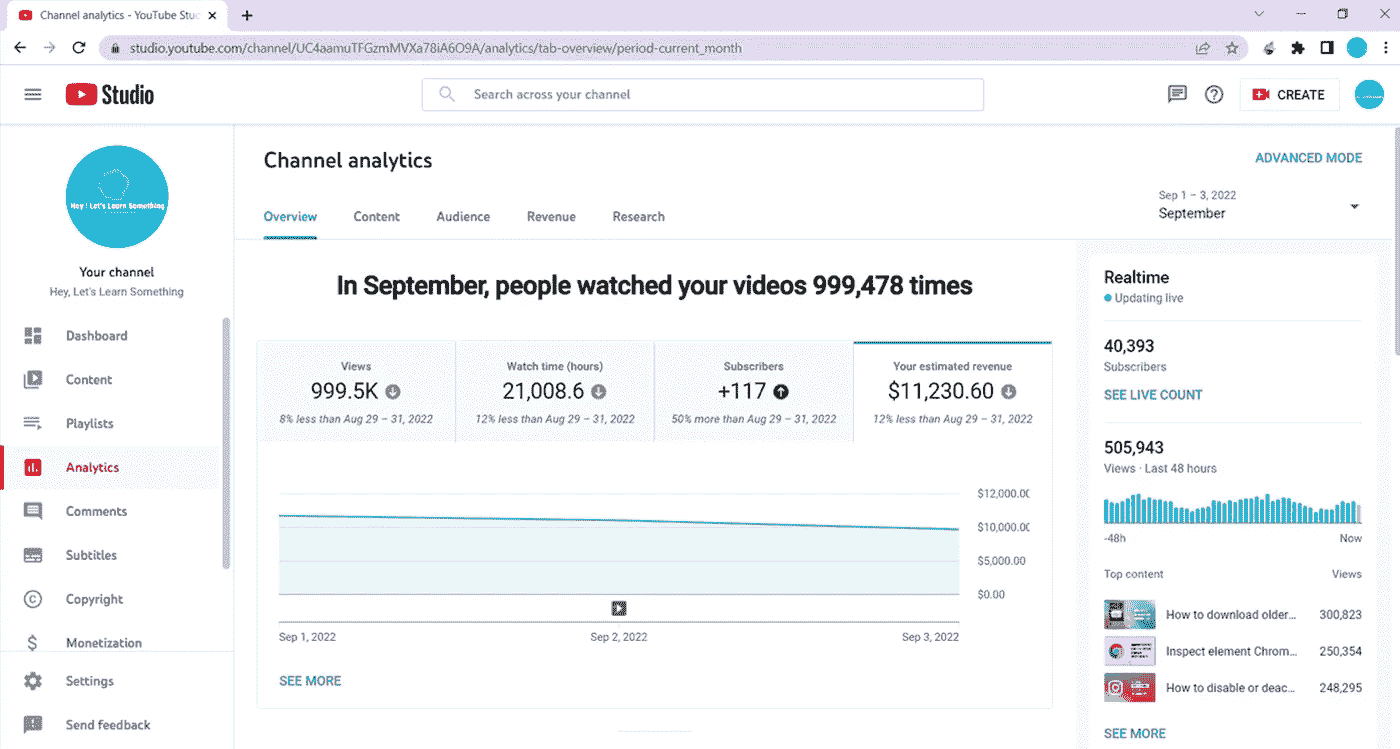 Channel analytics - YouTube Stud
studio.youtube.com/channel/UC4aamuTFGzmMVXa78iA6O9A/analytics/tab-overview/period-current_month
Studio
Search across your channel
CREATE
Hey ! Let's Learn Something
Your channel
Hey, Let's Learn Something
Dashboard
Content
Playlists
Analytics
Comments
Subtitles
Copyright
Monetization
Settings
Send feedback
Channel analytics
ADVANCED MODE
Overview Content Audience Revenue Research
Sep 1 – 3, 2022
September
In September, people watched your videos 999,478 times
Views
999.5K
8% less than Aug 29 – 31, 2022
Watch time (hours)
21,008.6
12% less than Aug 29 – 31, 2022
Subscribers
+117
50% more than Aug 29 – 31, 2022
Your estimated revenue
$11,230.60
12% less than Aug 29 – 31, 2022
$12,000.00
$10,000.00
$5,000.00
$0.00
Sep 1, 2022 Sep 2, 2022 Sep 3, 2022
SEE MORE
Realtime
Updating live
40,393
Subscribers
SEE LIVE COUNT
505,943
Views · Last 48 hours
-48h Now
Top content Views
How to download older... 300,823
Inspect element Chrom... 250,354
How to disable or deac... 248,295
SEE MORE